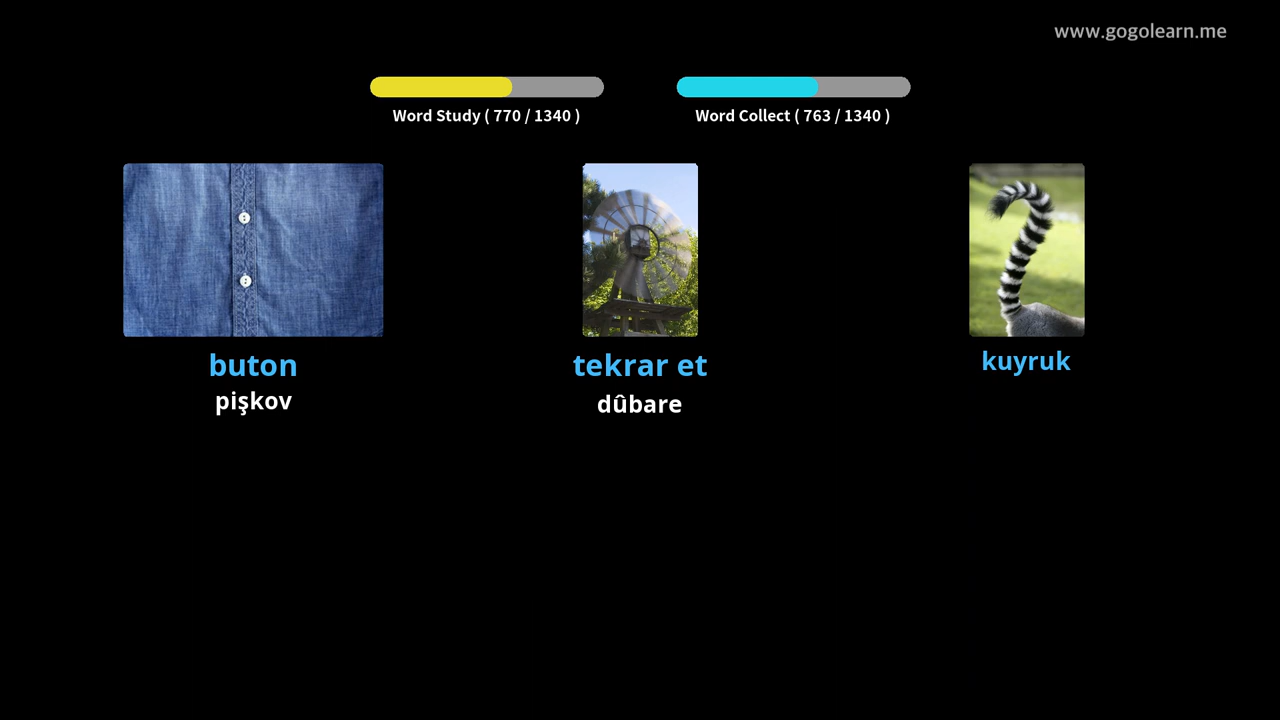 www.gogolearn.me
Word Study ( 770 / 1340 )
Word Collect ( 763 / 1340 )
buton
pişkov
tekrar et
dûbare
kuyruk